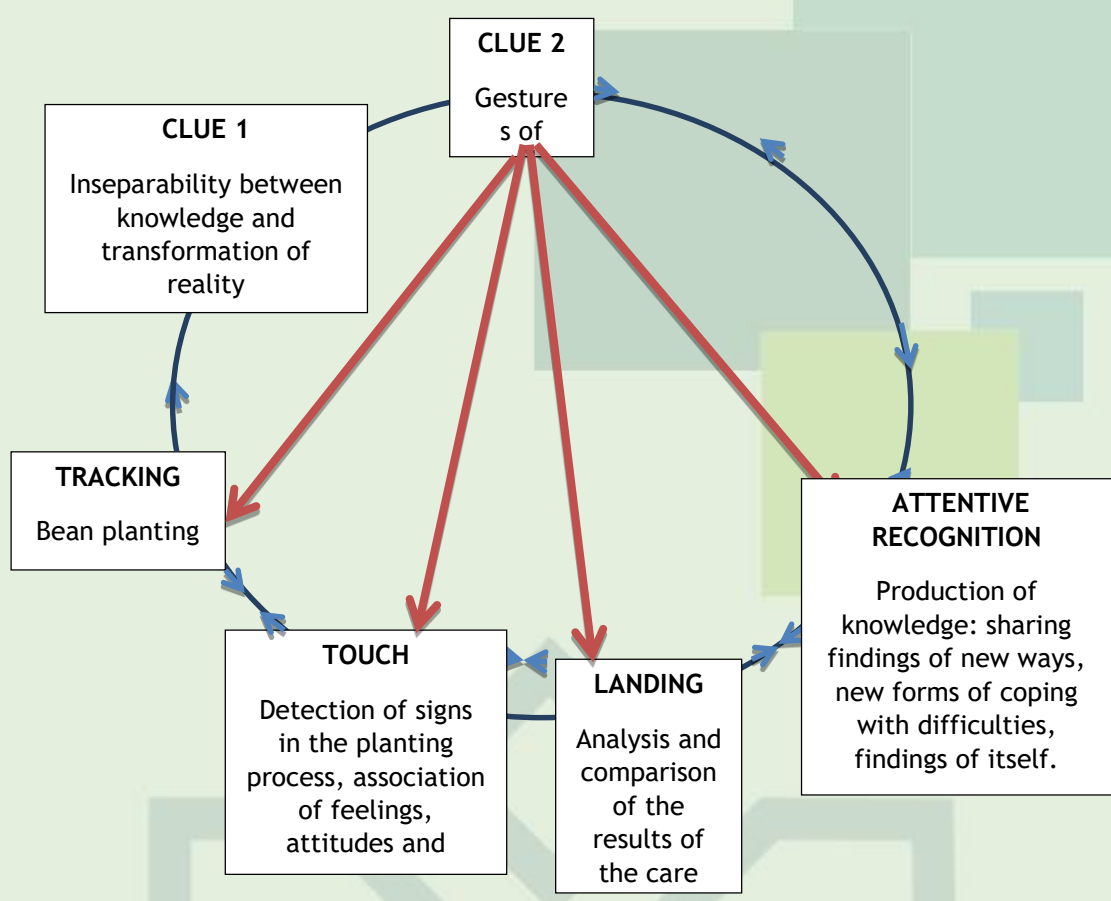 CLUE 2
Gesture
s of
CLUE 1
Inseparability between
knowledge and
transformation of
reality
TRACKING
Bean planting
TOUCH
Detection of signs
in the planting
process, association
of feelings,
attitudes and
LANDING
Analysis and
comparison
of the
results of
the care
ATTENTIVE
RECOGNITION
Production of
knowledge: sharing
findings of new ways,
new forms of coping
with difficulties,
findings of itself.